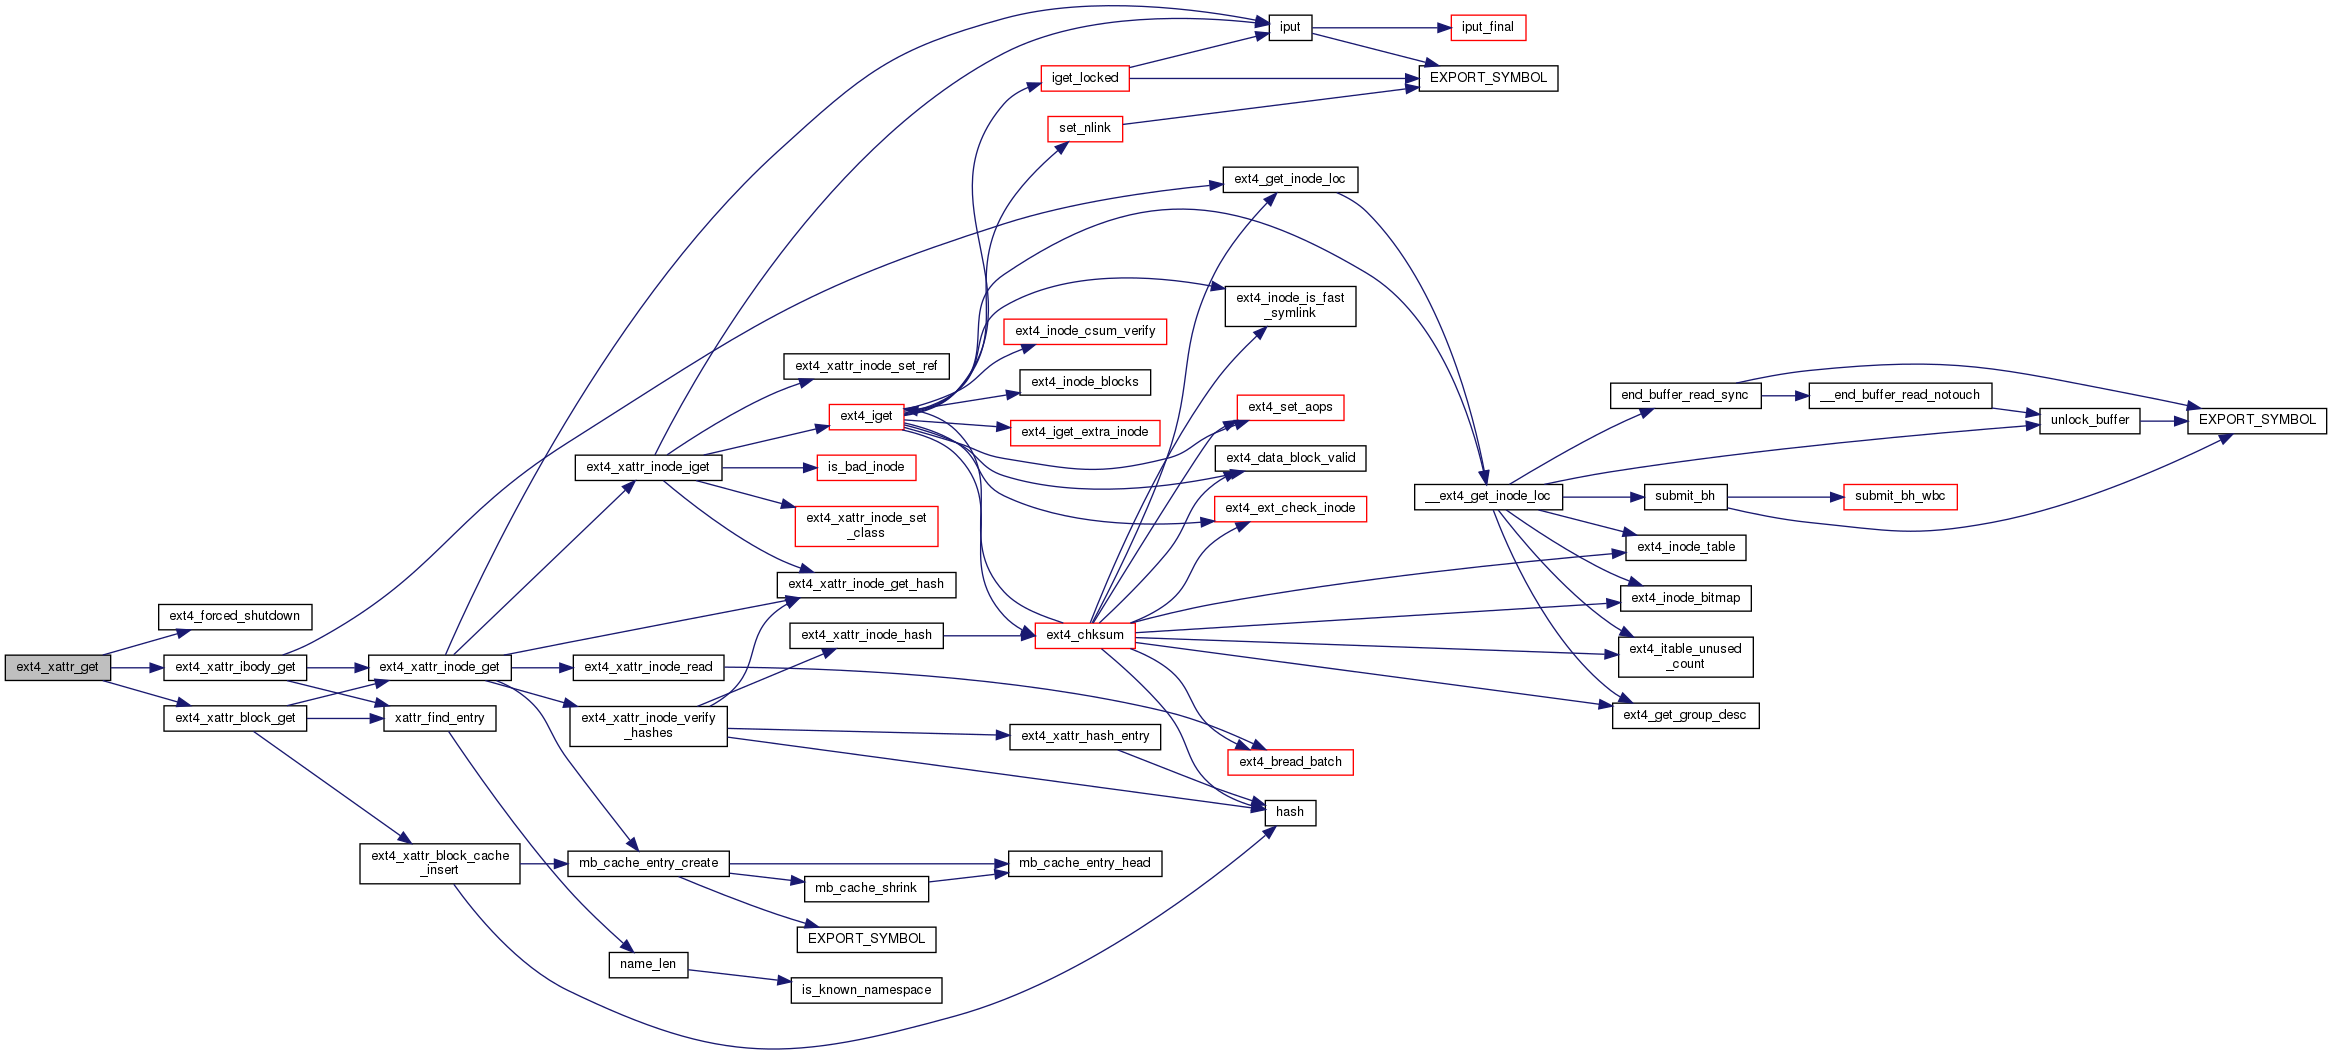 iput
iput_final
iget_locked
EXPORT_SYMBOL
set_nlink
ext4_get_inode_loc
ext4_inode_is_fast
_symlink
ext4_inode_csum_verify
ext4_xattr_inode_set_ref
ext4_inode_blocks
end_buffer_read_sync
__end_buffer_read_notouch
ext4_iget
ext4_set_aops
unlock_buffer
EXPORT_SYMBOL
ext4_iget_extra_inode
ext4_data_block_valid
ext4_xattr_inode_iget
is_bad_inode
__ext4_get_inode_loc
submit_bh
submit_bh_wbc
ext4_ext_check_inode
ext4_xattr_inode_set
_class
ext4_inode_table
ext4_xattr_inode_get_hash
ext4_inode_bitmap
ext4_forced_shutdown
ext4_xattr_inode_hash
ext4_chksum
ext4_itable_unused
_count
ext4_xattr_get
ext4_xattr_ibody_get
ext4_xattr_inode_get
ext4_xattr_inode_read
ext4_xattr_block_get
xattr_find_entry
ext4_xattr_inode_verify
_hashes
ext4_get_group_desc
ext4_xattr_hash_entry
ext4_bread_batch
hash
ext4_xattr_block_cache
_insert
mb_cache_entry_create
mb_cache_entry_head
mb_cache_shrink
EXPORT_SYMBOL
name_len
is_known_namespace